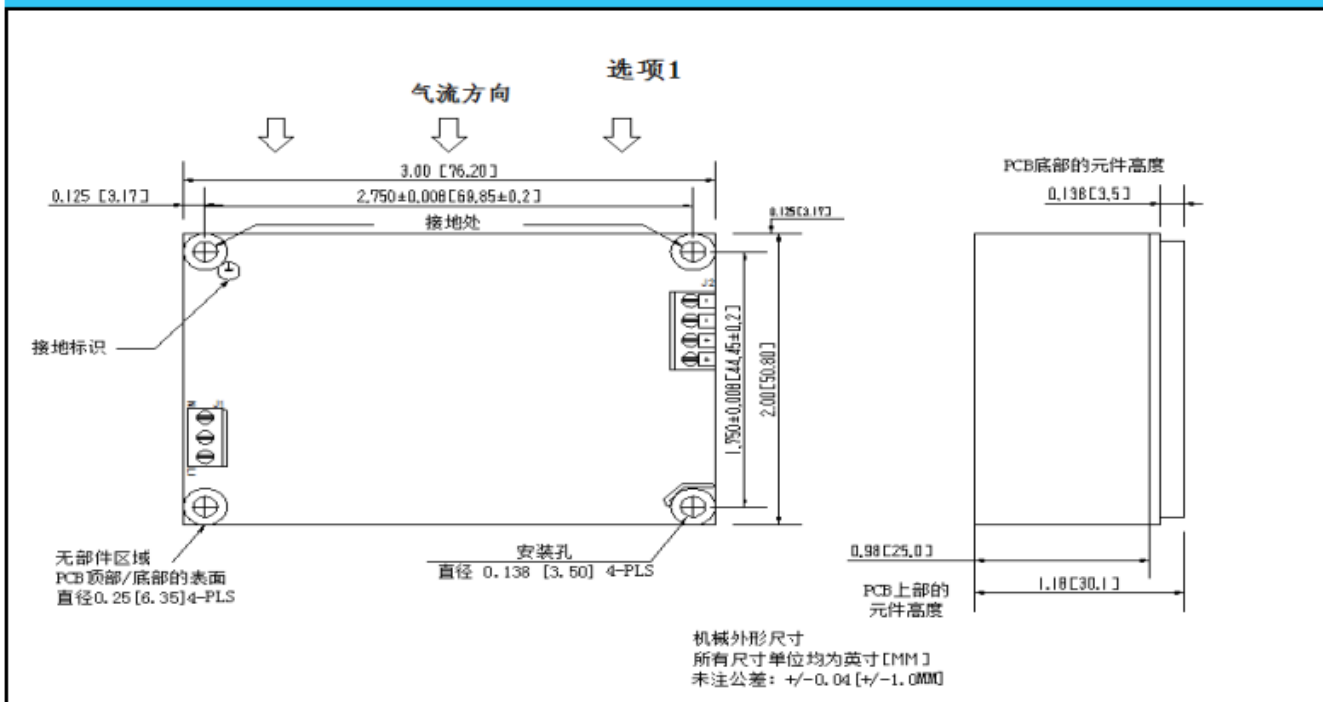 选项1
气流方向
3.00 [76.20]
PCB底部的元件高度
0.125 [3.17]
2.750±0.008[69.85±0.2]
0.138[3.5]
接地处
0.125[3.17]
J2
接地标识
1.750±0.008[44.45±0.2]
2.00[50.80]
N J1
L
无部件区域
PCB顶部/底部的表面
直径0.25[6.35]4-PLS
安装孔
直径 0.138 [3.50] 4-PLS
0.98[25.0]
1.18[30.1]
PCB上部的
元件高度
机械外形尺寸
所有尺寸单位均为英寸[MM]
未注公差: +/-0.04[+/-1.0MM]